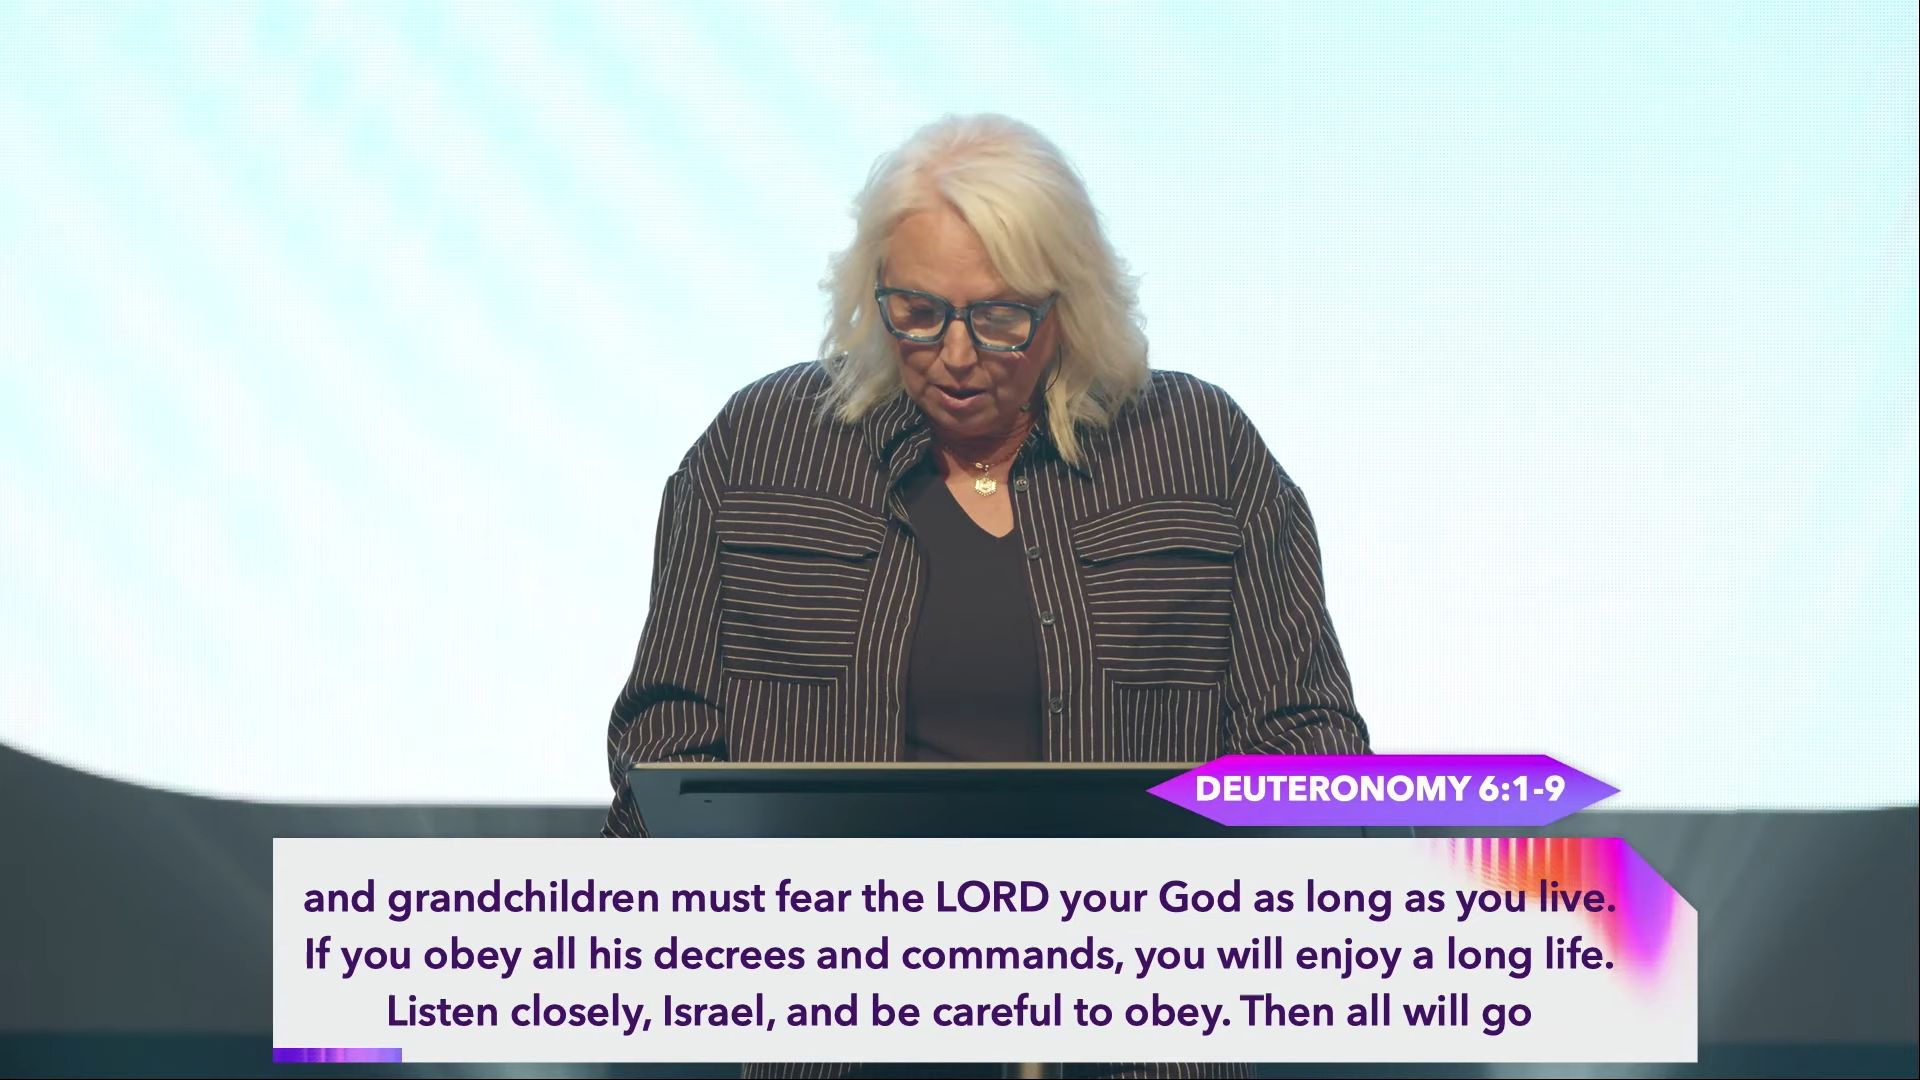 DEUTERONOMY 6:1-9
and grandchildren must fear the LORD your God as long as you live.
If you obey all his decrees and commands, you will enjoy a long life.
Listen closely, Israel, and be careful to obey. Then all will go